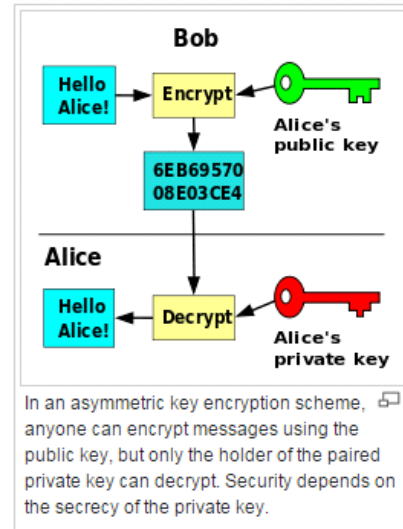 Bob
Hello
Alice!
Encrypt
Alice's
public key
6EB69570
08E03CE4
Alice
Hello
Alice!
Decrypt
Alice's
private key
In an asymmetric key encryption scheme,
anyone can encrypt messages using the
public key, but only the holder of the paired
private key can decrypt. Security depends on
the secrecy of the private key.